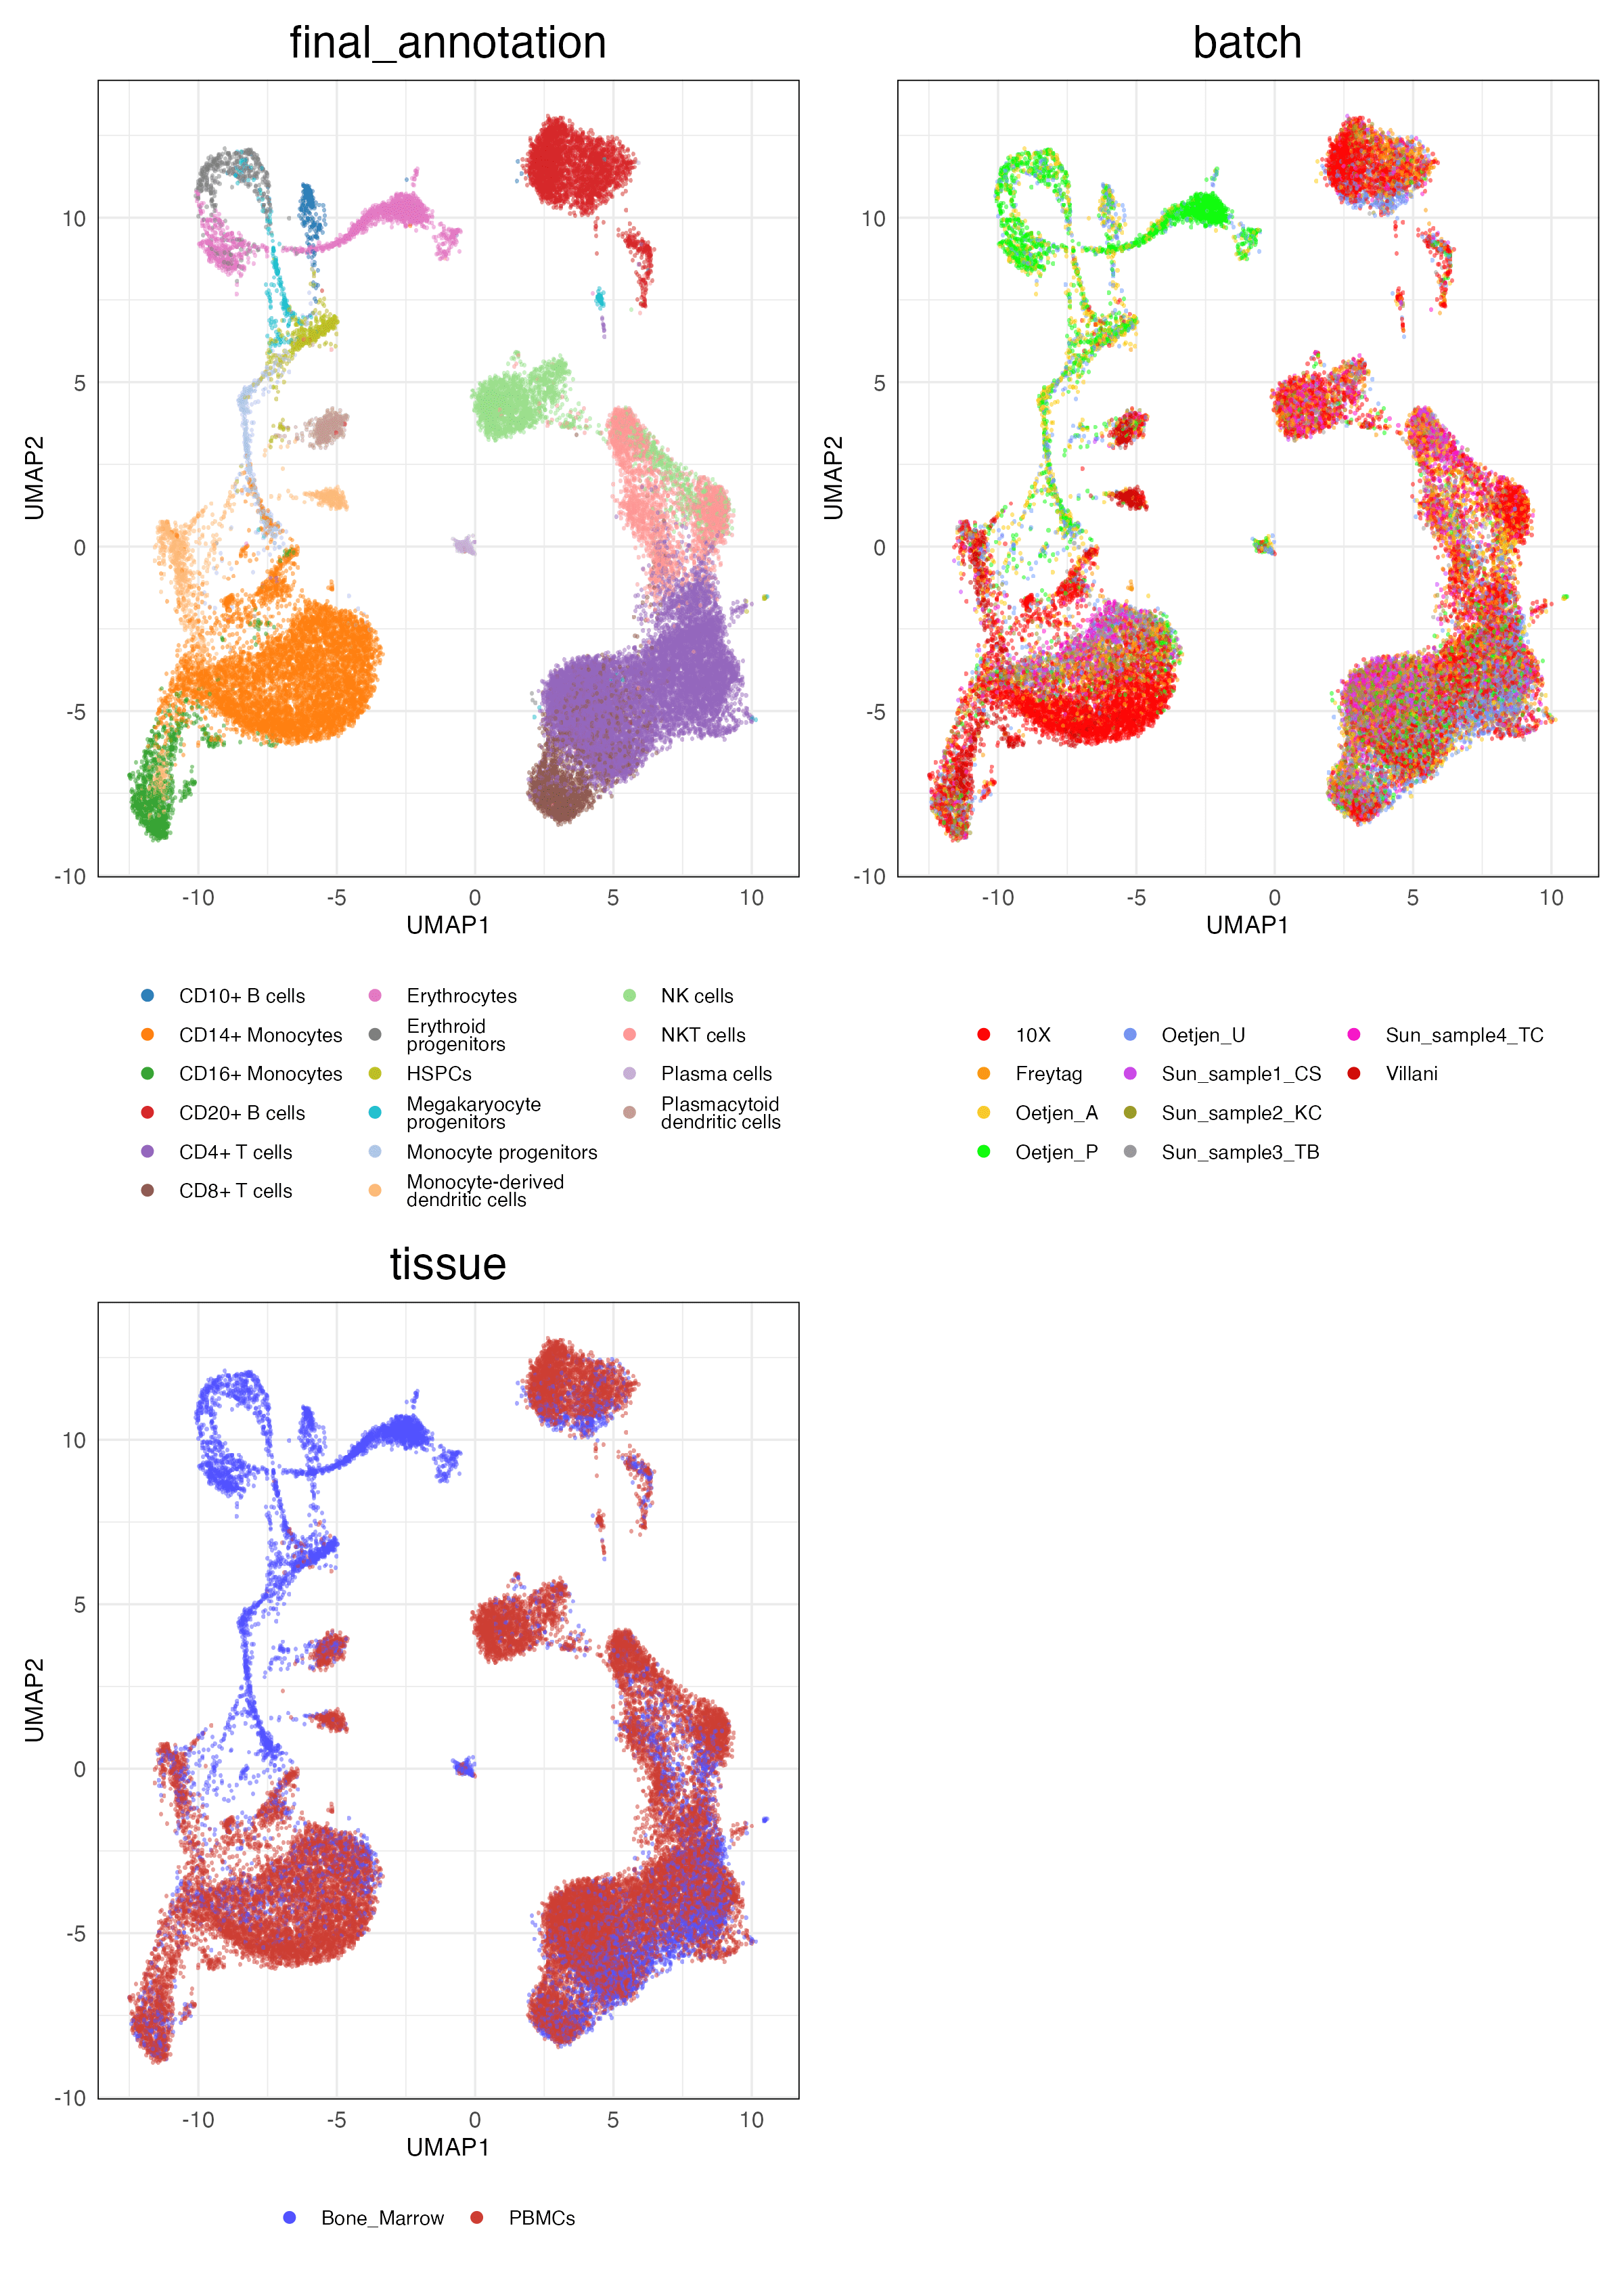 final_annotation
batch
10
5
0
-5
-10
UMAP2
-10
-5
0
5
10
UMAP1
10
5
0
-5
-10
UMAP2
-10
-5
0
5
10
UMAP1
CD10+ B cells
CD14+ Monocytes
CD16+ Monocytes
CD20+ B cells
CD4+ T cells
CD8+ T cells
Erythrocytes
Erythroid
progenitors
HSPCs
Megakaryocyte
progenitors
Monocyte progenitors
Monocyte-derived
dendritic cells
NK cells
NKT cells
Plasma cells
Plasmacytoid
dendritic cells
10X
Freytag
Oetjen_A
Oetjen_P
Oetjen_U
Sun_sample1_CS
Sun_sample2_KC
Sun_sample3_TB
Sun_sample4_TC
Villani
tissue
10
5
0
-5
-10
UMAP2
-10
-5
0
5
10
UMAP1
Bone_Marrow
PBMCs